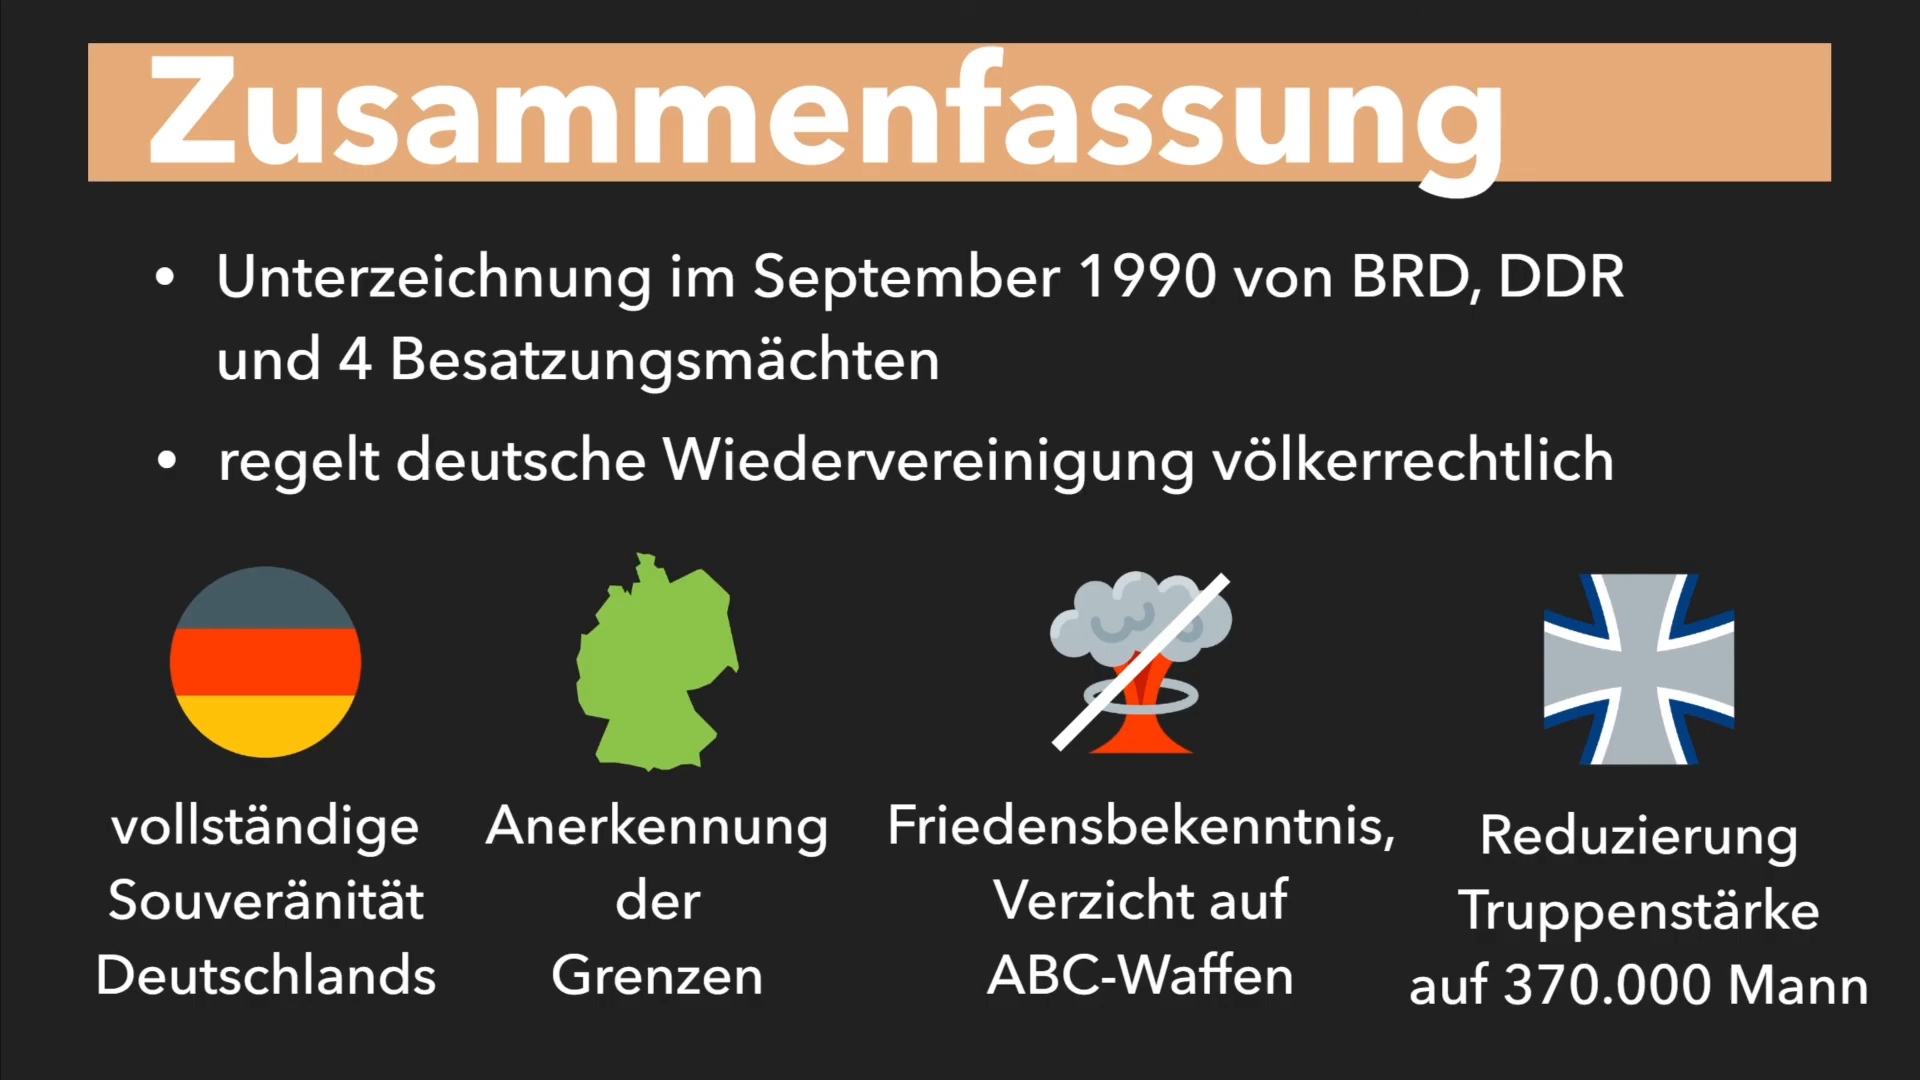 Zusammenfassung
• Unterzeichnung im September 1990 von BRD, DDR
und 4 Besatzungsmächten
• regelt deutsche Wiedervereinigung völkerrechtlich
vollständige
Souveränität
Deutschlands
Anerkennung
der
Grenzen
Friedensbekenntnis,
Verzicht auf
ABC-Waffen
Reduzierung
Truppenstärke
auf 370.000 Mann